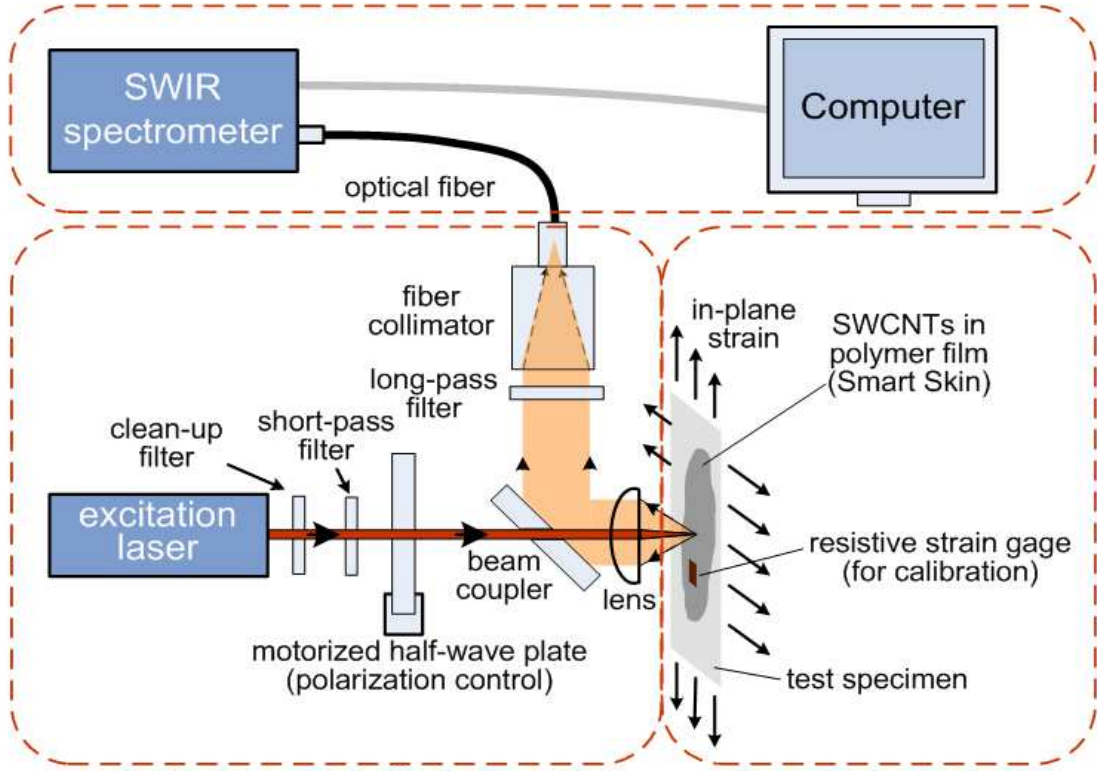 SWIR
spectrometer
Computer
optical fiber
fiber
collimator
long-pass
filter
in-plane
strain
SWCNTs in
polymer film
(Smart Skin)
clean-up
filter
short-pass
filter
excitation
laser
beam
coupler
lens
resistive strain gage
(for calibration)
motorized half-wave plate
(polarization control)
test specimen